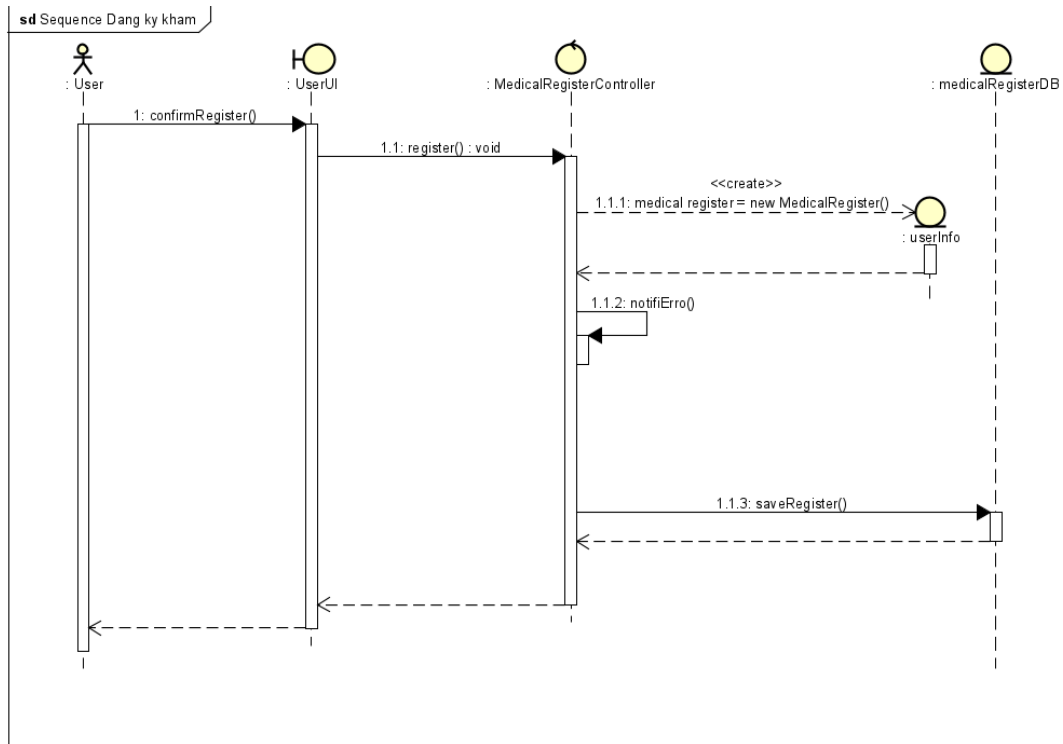 sd Sequence Dang ky kham
: User
: UserUI
: MedicalRegisterController
: medicalRegisterDB
1: confirmRegister()
1.1: register() : void
<<create>>
1.1.1: medical register = new MedicalRegister()
: userInfo
1.1.2: notifiErro()
1.1.3: saveRegister()